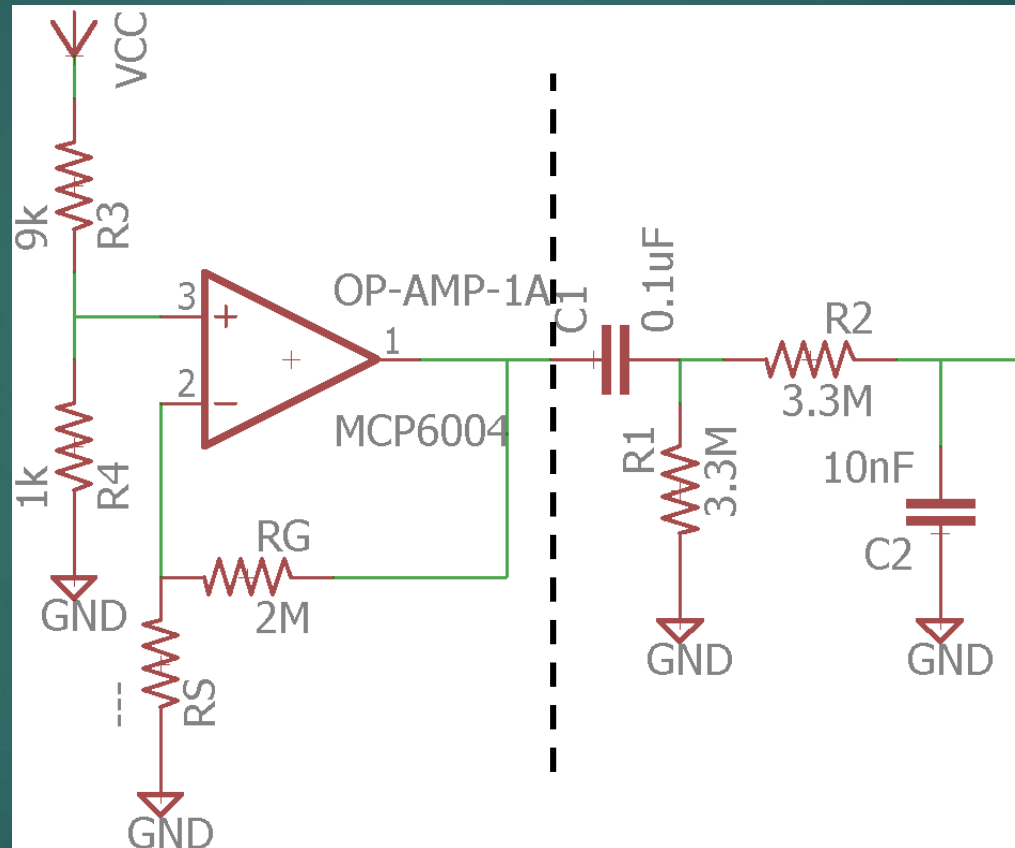 VCC
9k
R3
3
+
OP-AMP-1A
1
2
MCP6004
C1
0.1uF
R2
3.3M
1k
R4
R1
3.3M
10nF
C2
GND
RG
2M
---
RS
GND
GND
GND